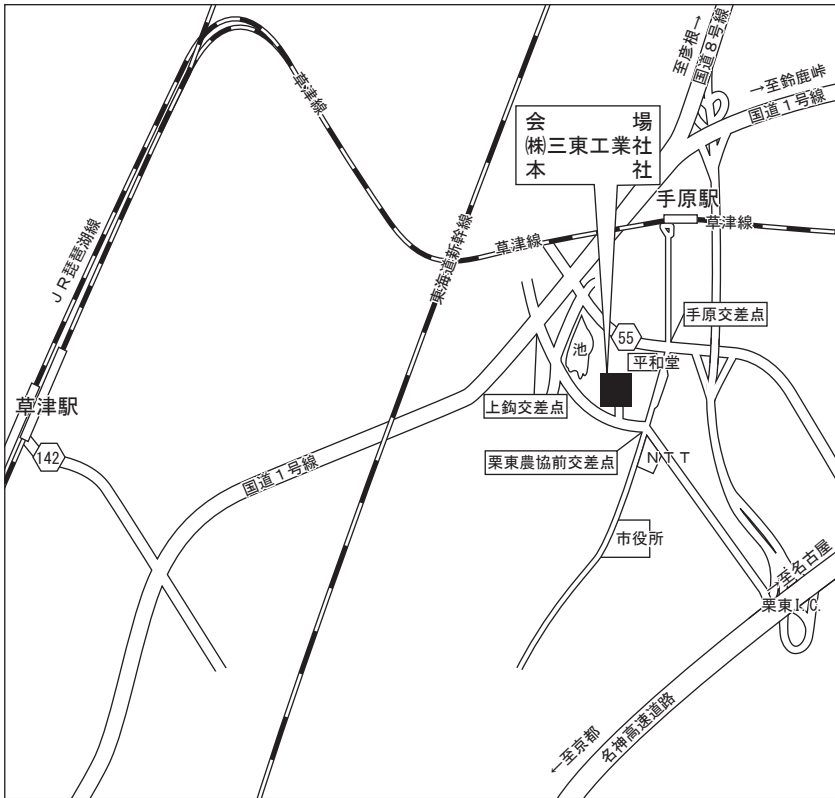 至彦根→
国道８号線
→至鈴鹿峠
国道１号線
会場
㈱三東工業社
本社
手原駅
草津線
草津線
草津線
東海道新幹線
ＪＲ琵琶湖線
手原交差点
55
平和堂
池
草津駅
142
上鈎交差点
国道１号線
栗東農協前交差点
ＮＴＴ
市役所
→至名古屋
栗東I.C.
←至京都
名神高速道路